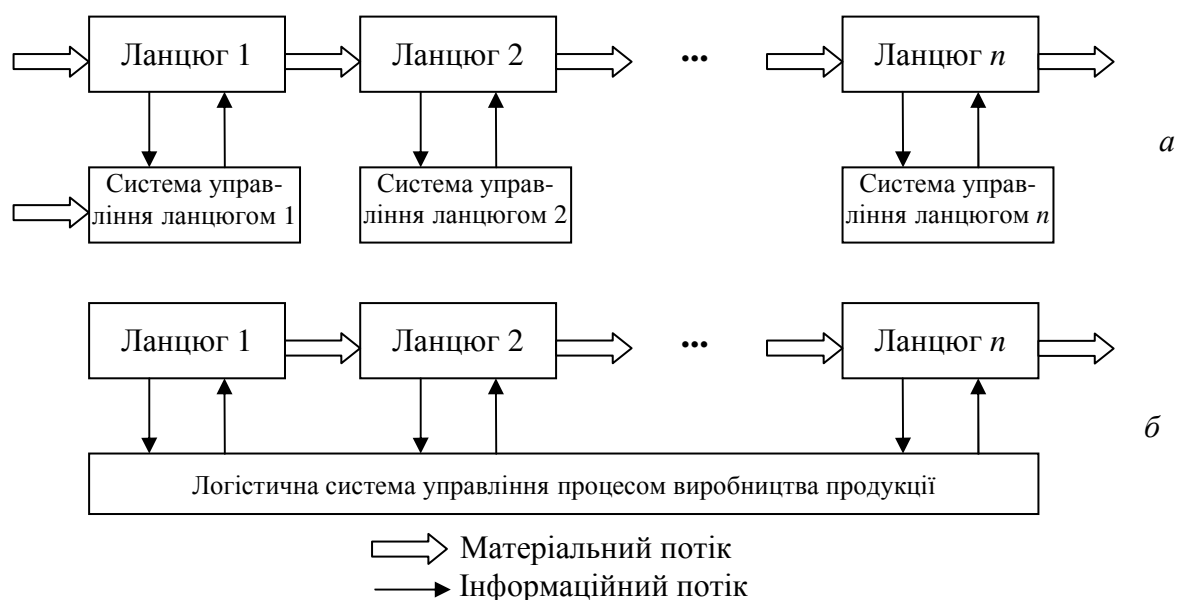 Ланцюг 1
Ланцюг 2
...
Ланцюг n
Система управ-
ління ланцюгом 1
Система управ-
ління ланцюгом 2
Система управ-
ління ланцюгом n
а
Ланцюг 1
Ланцюг 2
...
Ланцюг n
б
Логістична система управління процесом виробництва продукції
Матеріальний потік
Інформаційний потік